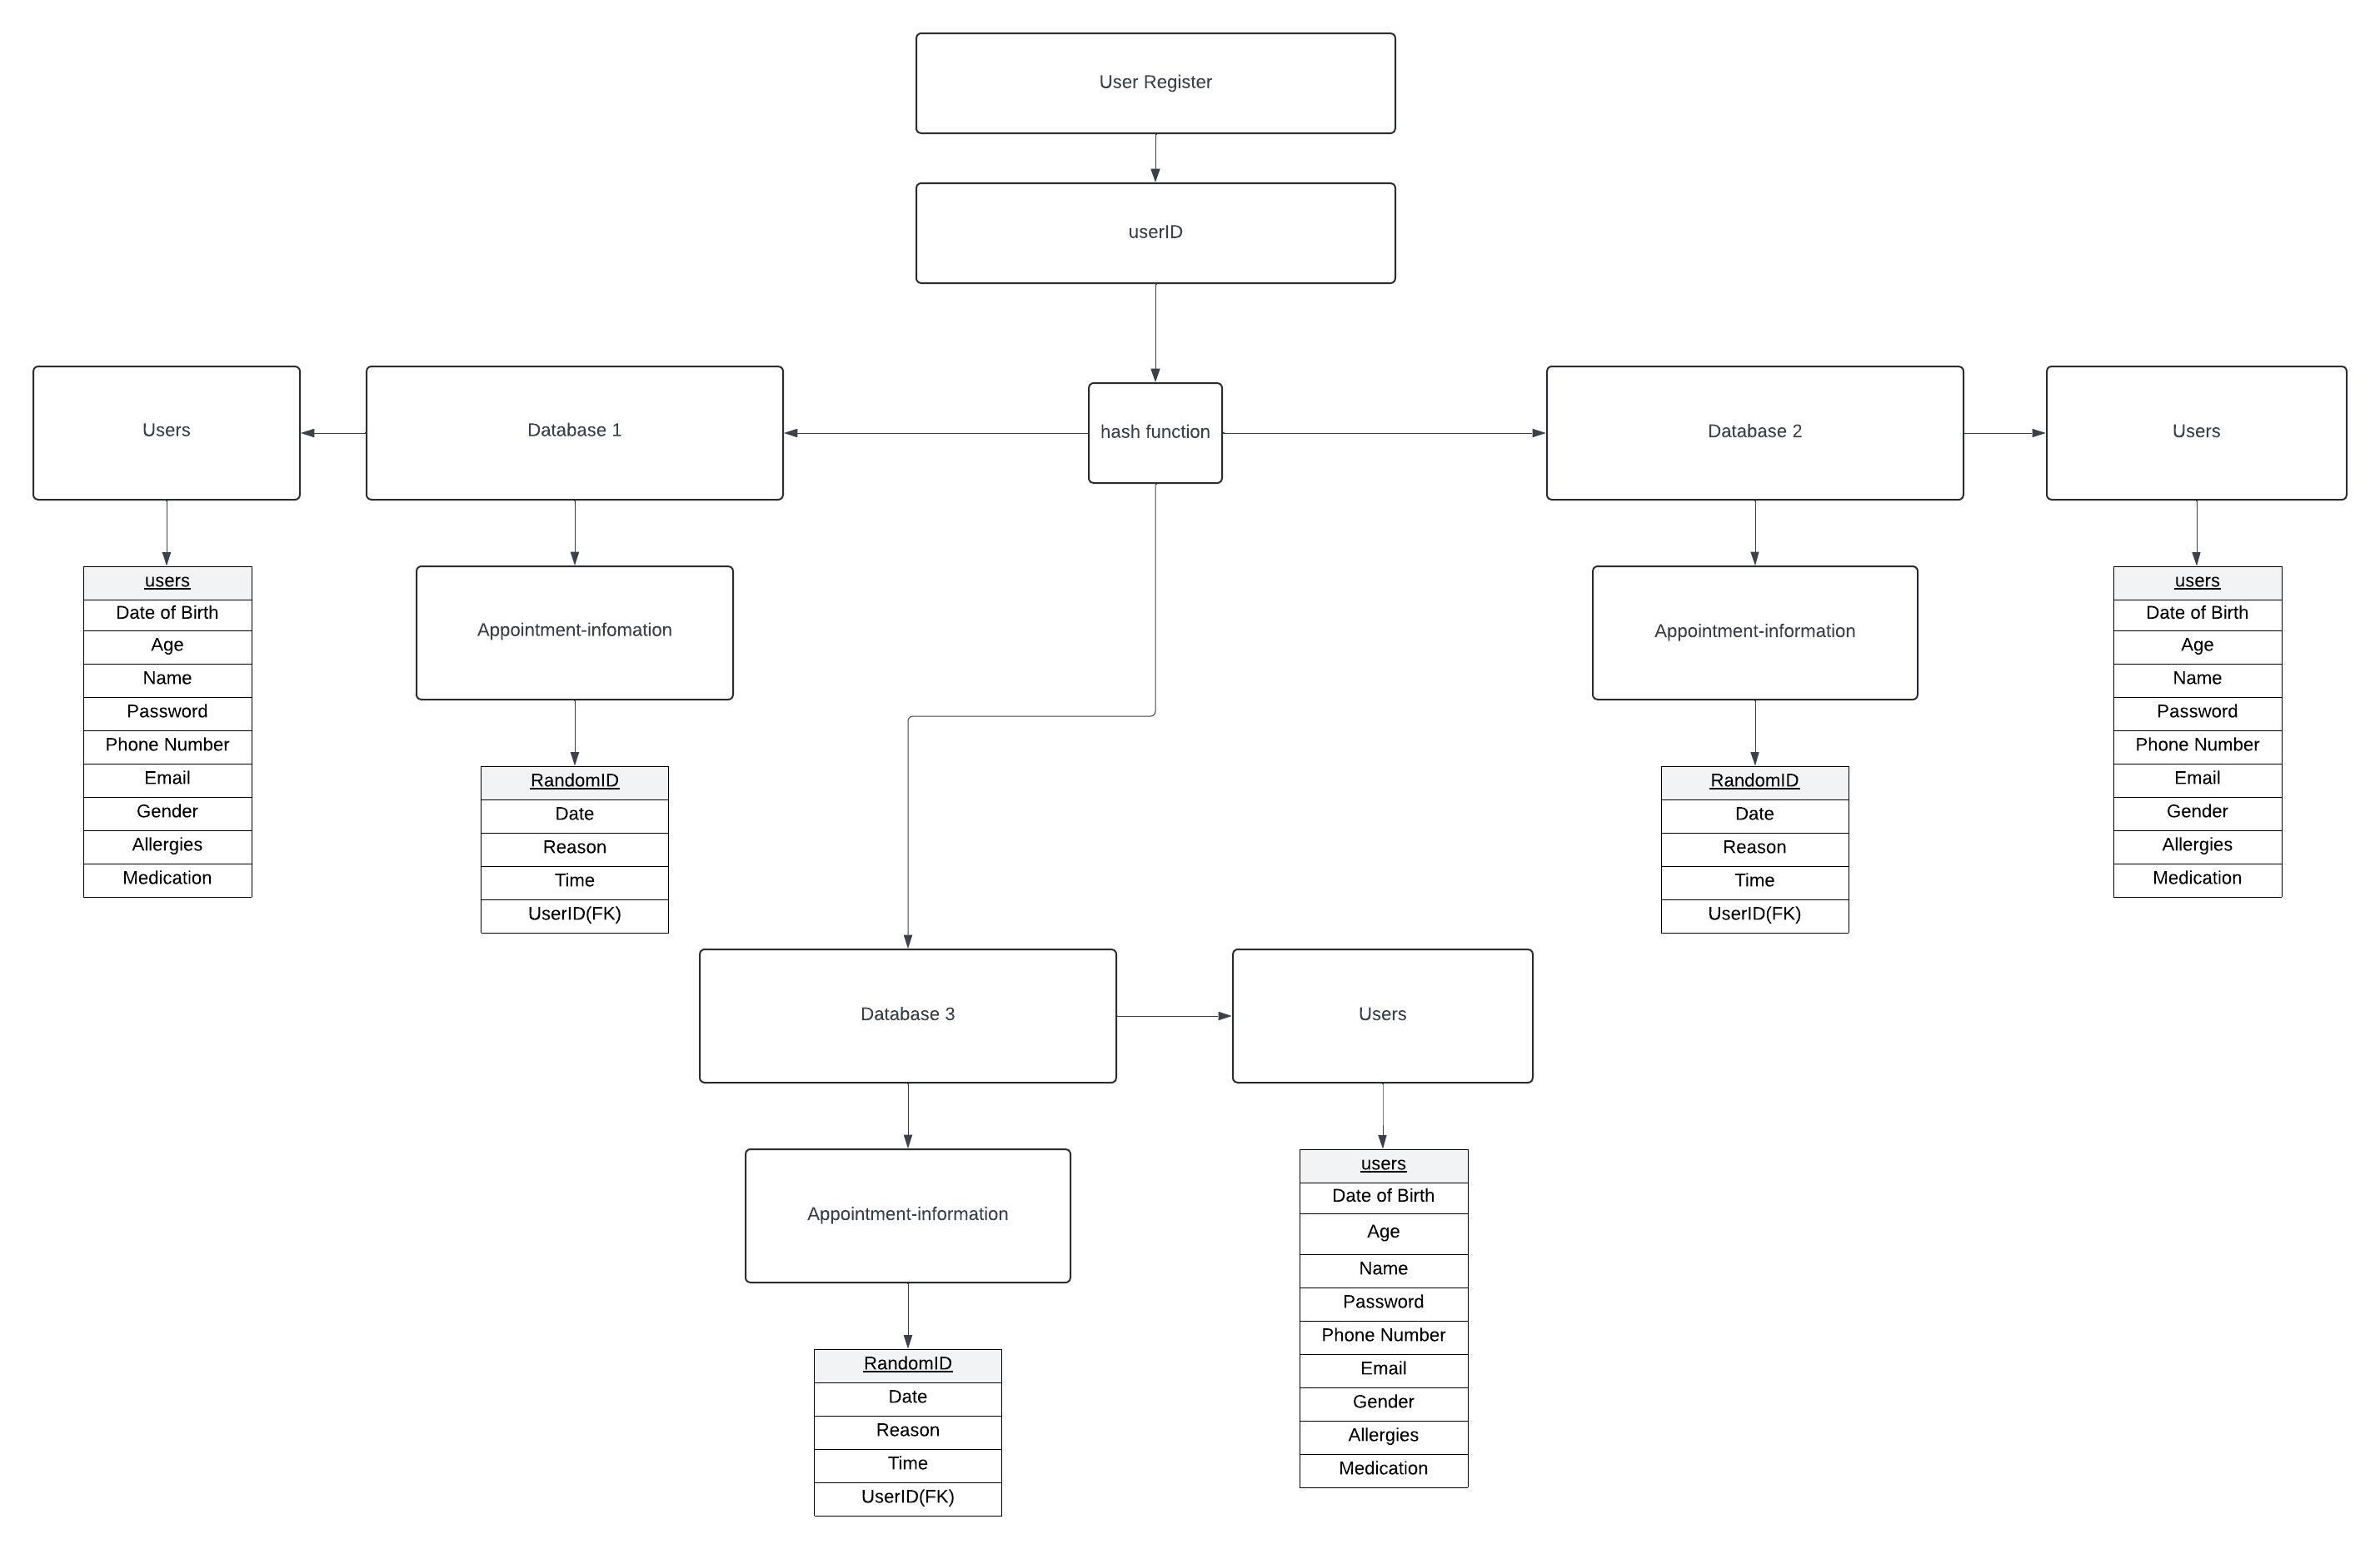 User Register
userID
Users
Database 1
hash function
Database 2
Users
users
Date of Birth
Age
Name
Password
Phone Number
Email
Gender
Allergies
Medication
Appointment-infomation
RandomID
Date
Reason
Time
UserID(FK)
Appointment-information
RandomID
Date
Reason
Time
UserID(FK)
users
Date of Birth
Age
Name
Password
Phone Number
Email
Gender
Allergies
Medication
Database 3
Users
Appointment-information
RandomID
Date
Reason
Time
UserID(FK)
users
Date of Birth
Age
Name
Password
Phone Number
Email
Gender
Allergies
Medication